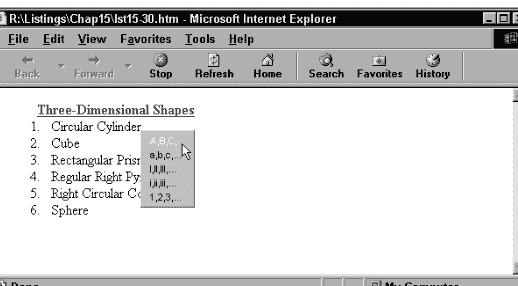 R:\Listings\Chap15\lst15-30.htm - Microsoft Internet Explorer
File Edit View Favorites Tools Help
Back Forward Stop Refresh Home Search Favorites History
Three-Dimensional Shapes
1. Circular Cylinder
2. Cube
3. Rectangular Prism
4. Regular Right Py
5. Right Circular Co
6. Sphere
A,B,C,...
a,b,c,...
I,II,III,...
i,ii,iii,...
1,2,3,...
Done My Computer